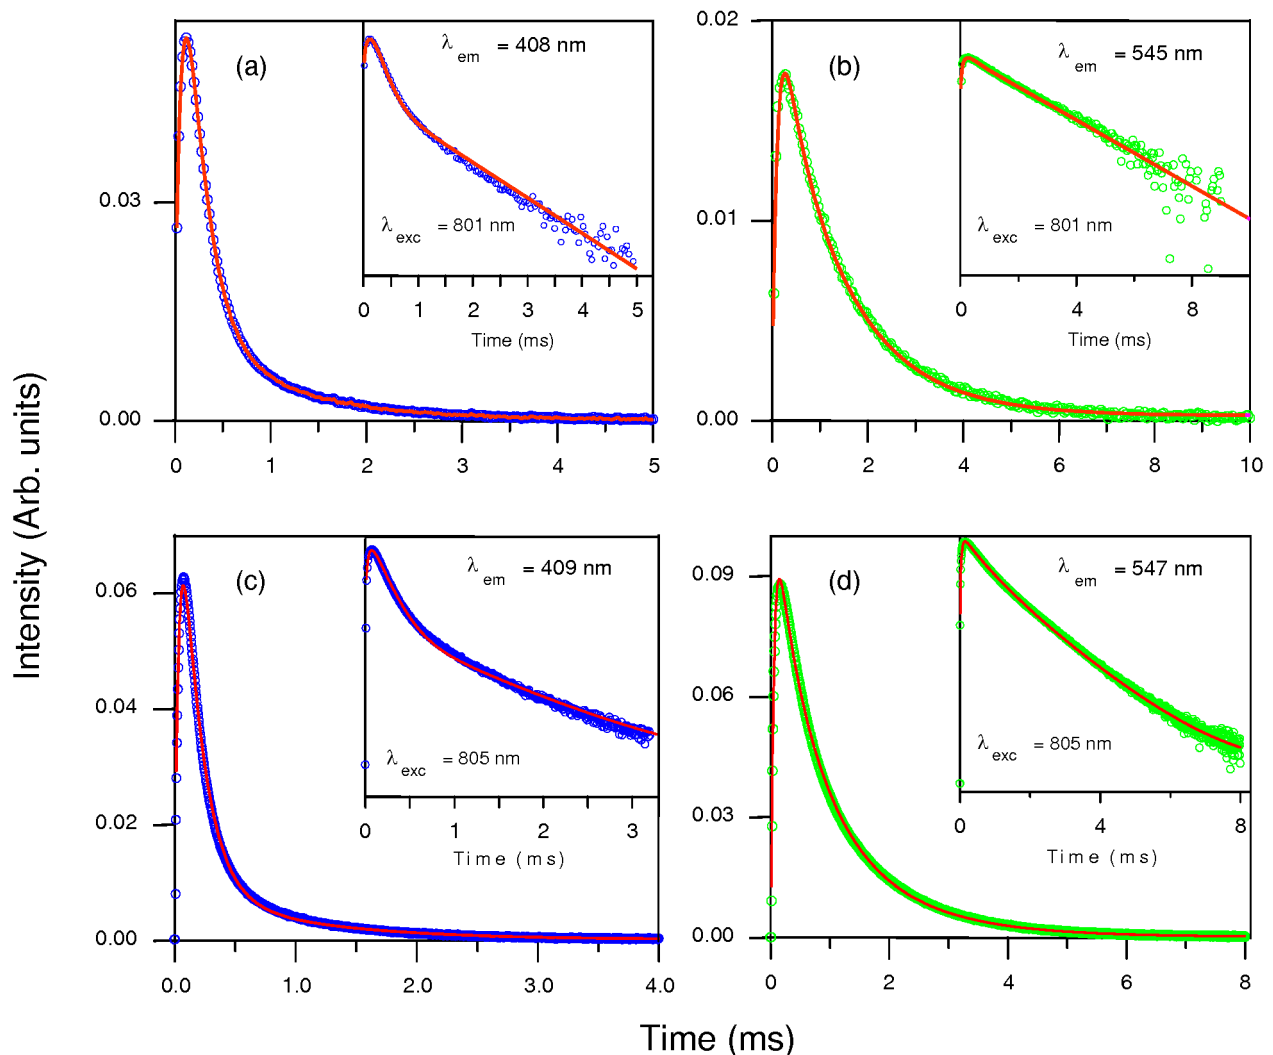 Intensity (Arb. units)
(a)
λ em = 408 nm
λ exc = 801 nm
0 1 2 3 4 5
Time (ms)
0.03
0.00
0 1 2 3 4 5
(b)
λ em = 545 nm
λ exc = 801 nm
0 4 8
Time (ms)
0.02
0.01
0.00
0 2 4 6 8 10
(c)
λ em = 409 nm
λ exc = 805 nm
0 1 2 3
Time (ms)
0.06
0.04
0.02
0.00
0.0 1.0 2.0 3.0 4.0
(d)
λ em = 547 nm
λ exc = 805 nm
0 4 8
Time (ms)
0.09
0.06
0.03
0.00
0 2 4 6 8
Time (ms)